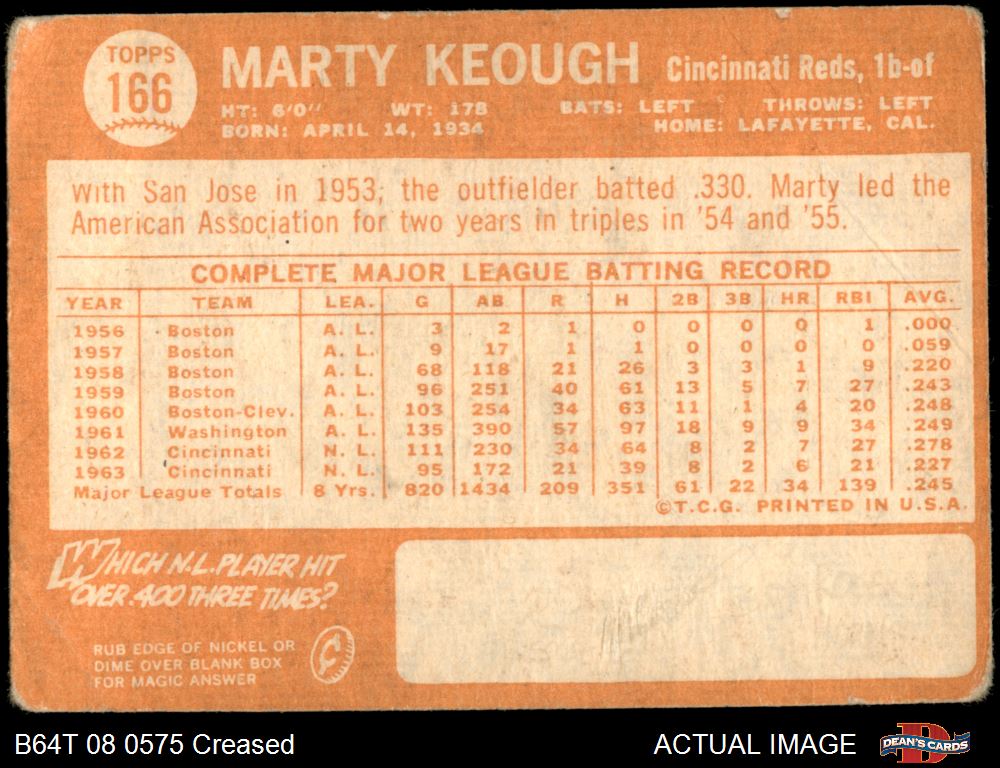 TOPPS
166
MARTY KEOUGH Cincinnati Reds, 1b-of
HT: 6'0" WT: 178 BATS: LEFT THROWS: LEFT
BORN: APRIL 14, 1934 HOME: LAFAYETTE, CAL.
With San Jose in 1953, the outfielder batted .330. Marty led the
American Association for two years in triples in '54 and '55.
COMPLETE MAJOR LEAGUE BATTING RECORD
YEAR TEAM LEA. G AB R H 2B 3B HR RBI AVG.
1956 Boston A. L. 3 2 1 0 0 0 0 1 .000
1957 Boston A. L. 9 17 1 1 0 0 0 0 .059
1958 Boston A. L. 68 118 21 26 3 3 1 9 .220
1959 Boston A. L. 96 251 40 61 13 5 7 27 .243
1960 Boston-Clev. A. L. 103 254 34 63 11 1 4 20 .248
1961 Washington A. L. 135 390 57 97 18 9 9 34 .249
1962 Cincinnati N. L. 111 230 34 64 8 2 7 27 .278
1963 Cincinnati N. L. 95 172 21 39 8 2 6 21 .227
Major League Totals 8 Yrs. 820 1434 209 351 61 22 34 139 .245
©T.C.G. PRINTED IN U.S.A.
WHICH N.L. PLAYER HIT
OVER .400 THREE TIMES?
RUB EDGE OF NICKEL OR
DIME OVER BLANK BOX
FOR MAGIC ANSWER
B64T 08 0575 Creased ACTUAL IMAGE DEAN'S CARDS